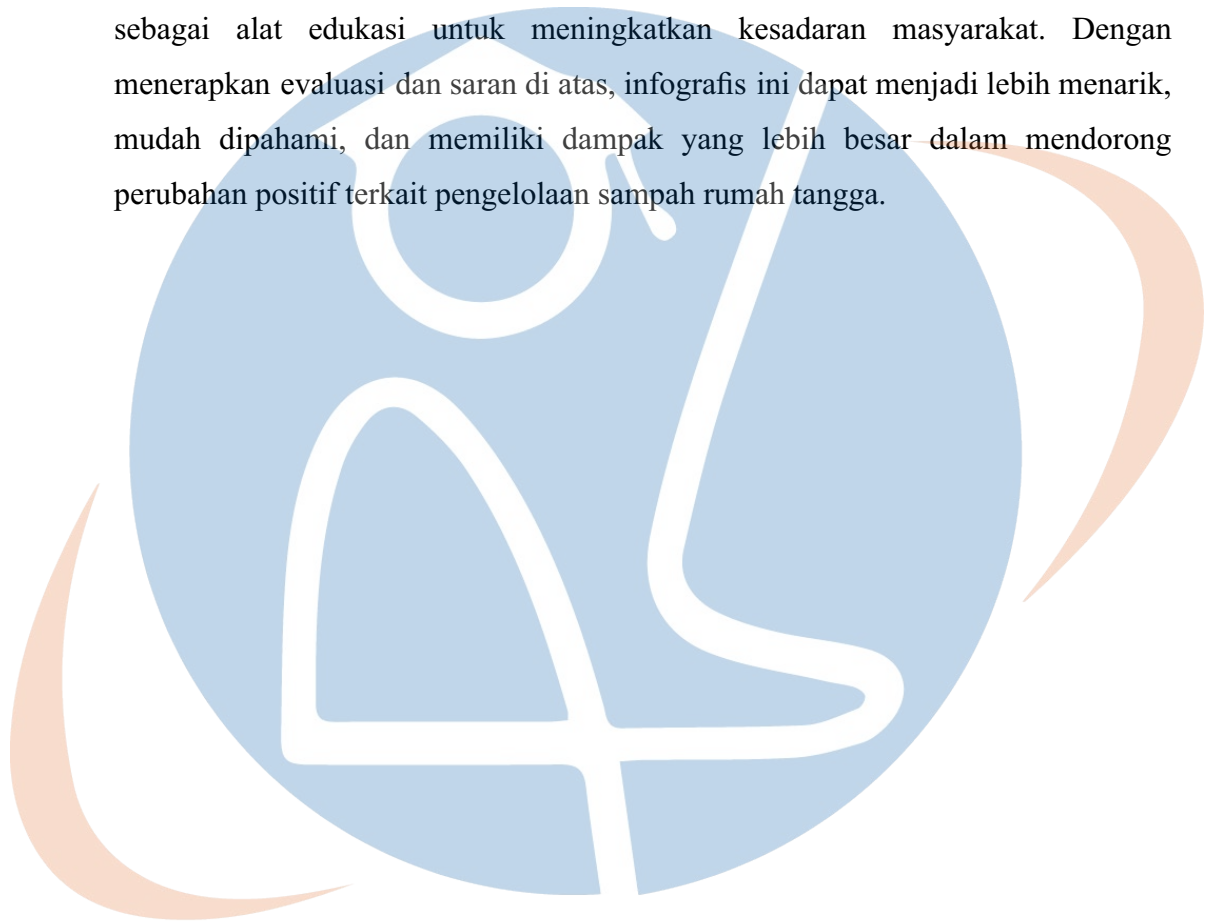 sebagai alat edukasi untuk meningkatkan kesadaran masyarakat. Dengan
menerapkan evaluasi dan saran di atas, infografis ini dapat menjadi lebih menarik,
mudah dipahami, dan memiliki dampak yang lebih besar dalam mendorong
perubahan positif terkait pengelolaan sampah rumah tangga.